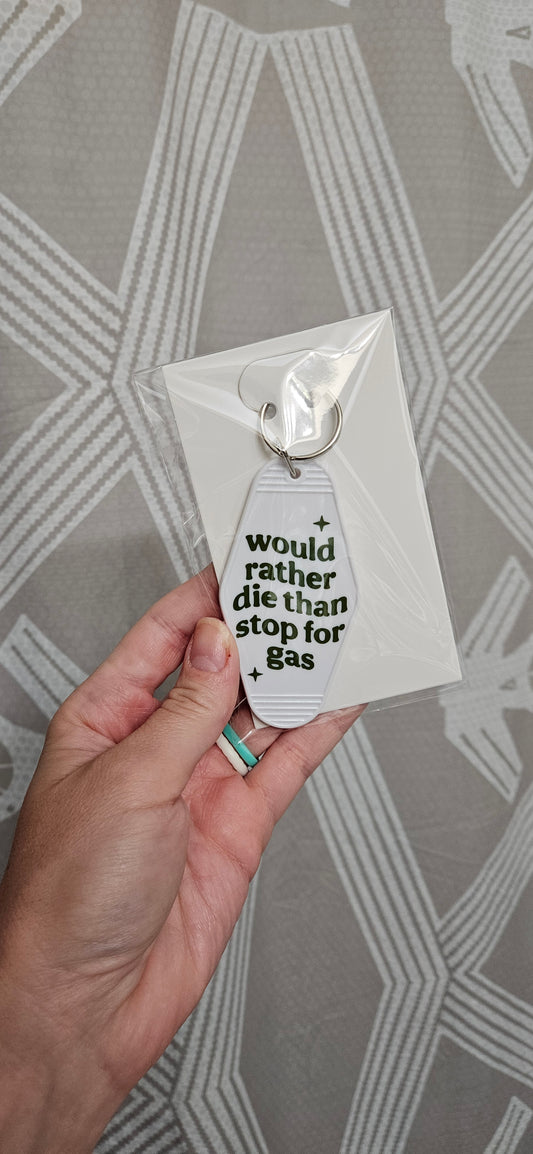 would
rather
die than
stop for
gas